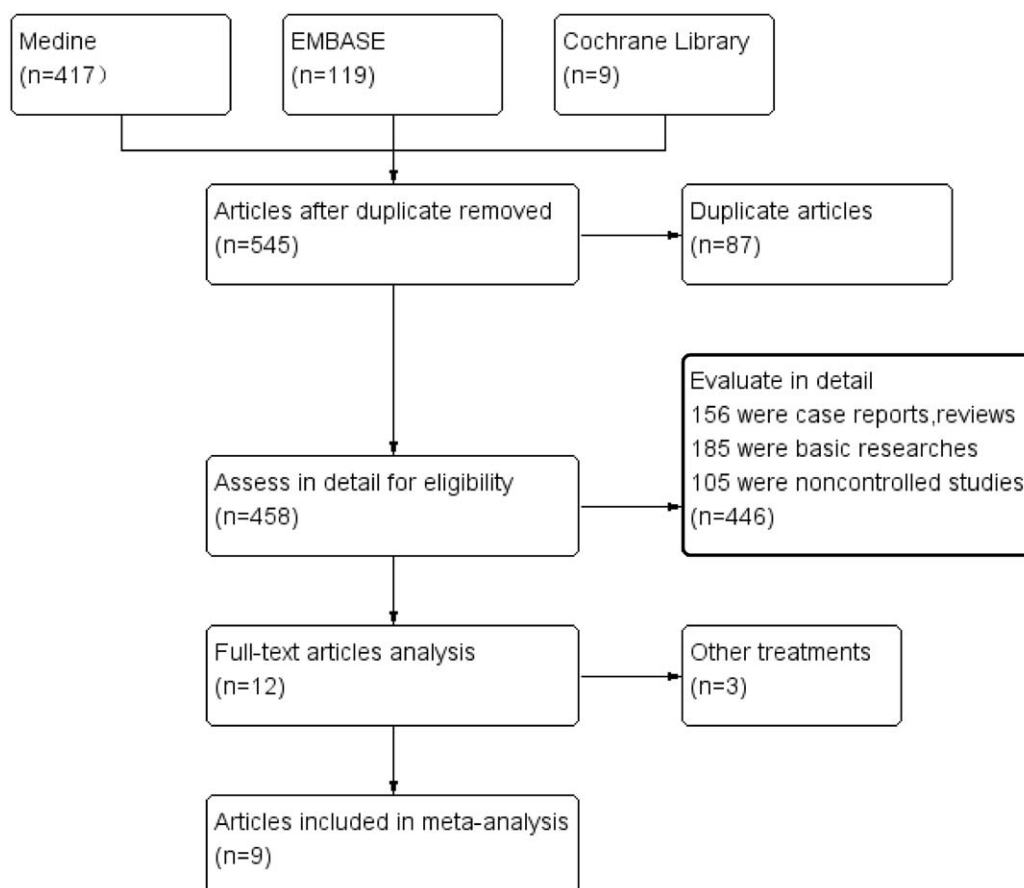 Medine
(n=417）
EMBASE
(n=119)
Cochrane Library
(n=9)
Articles after duplicate removed
(n=545)
Duplicate articles
(n=87)
Evaluate in detail
156 were case reports,reviews
185 were basic researches
105 were noncontrolled studies
(n=446)
Assess in detail for eligibility
(n=458)
Full-text articles analysis
(n=12)
Other treatments
(n=3)
Articles included in meta-analysis
(n=9)